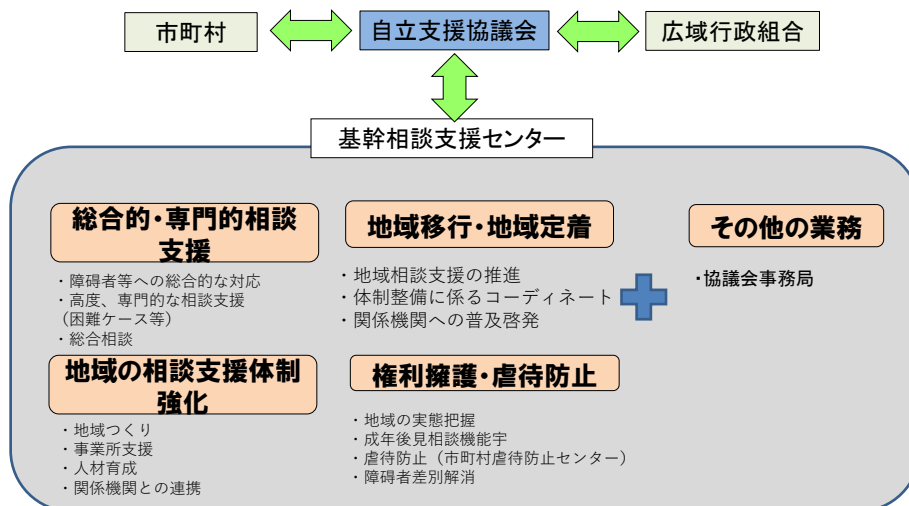 市町村
自立支援協議会
広域行政組合
基幹相談支援センター
総合的・専門的相談
支援
・障碍者等への総合的な対応
・高度、専門的な相談支援
(困難ケース等)
・総合相談
地域移行・地域定着
・地域相談支援の推進
・体制整備に係るコーディネート
・関係機関への普及啓発
その他の業務
・協議会事務局
地域の相談支援体制
強化
・地域つくり
・事業所支援
・人材育成
・関係機関との連携
権利擁護・虐待防止
・地域の実態把握
・成年後見相談機能宇
・虐待防止（市町村虐待防止センター）
・障碍者差別解消